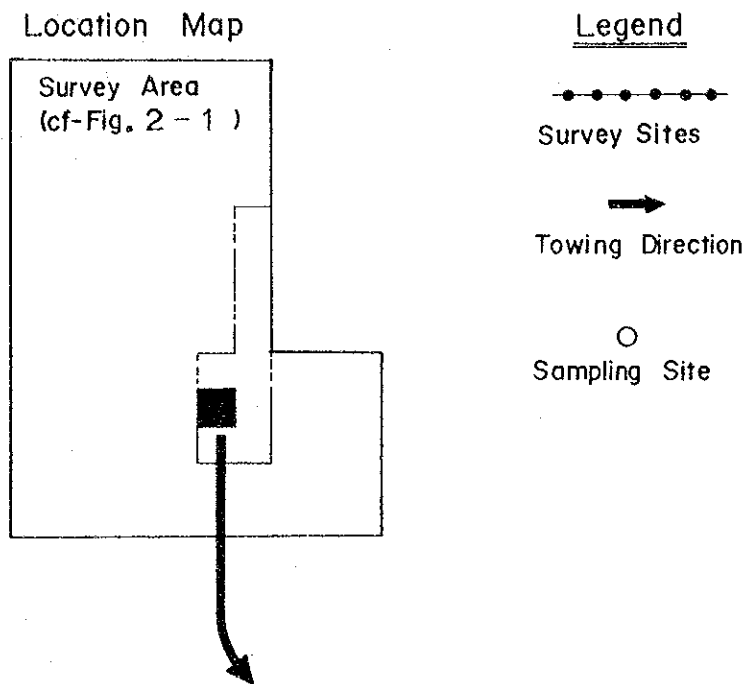 Location Map
Survey Area
(cf-Fig. 2-1)
Legend
Survey Sites
Towing Direction
Sampling Site